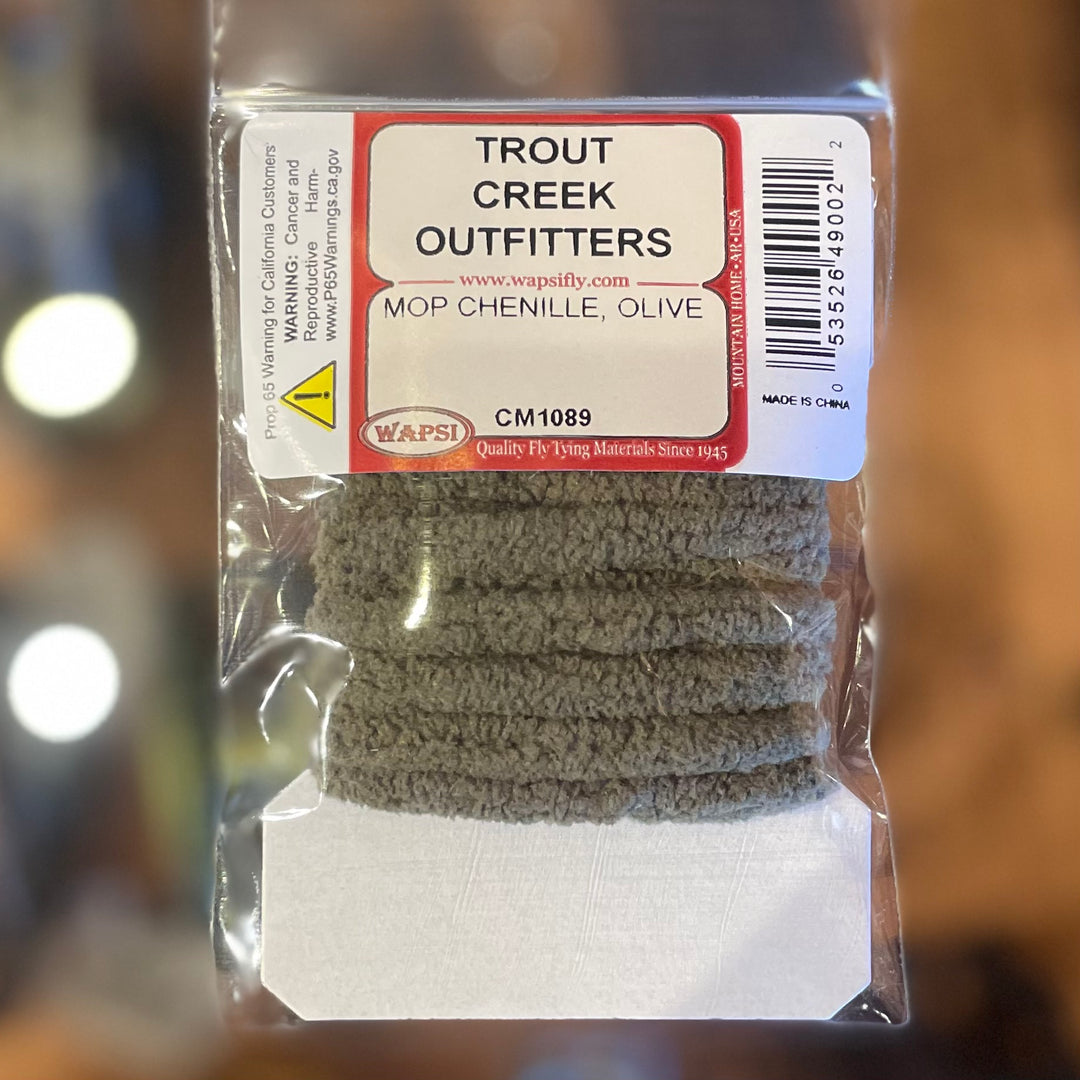 Prop 65 Warning for California Customers
WARNING: Cancer and
Reproductive Harm-
www.P65Warnings.ca.gov
!
TROUT
CREEK
OUTFITTERS
www.wapsifly.com
MOP CHENILLE, OLIVE
CM1089
WAPSI
Quality Fly Tying Materials Since 1945
MOUNTAIN HOME•AR•USA
0 53526 49002 2
MADE IS CHINA